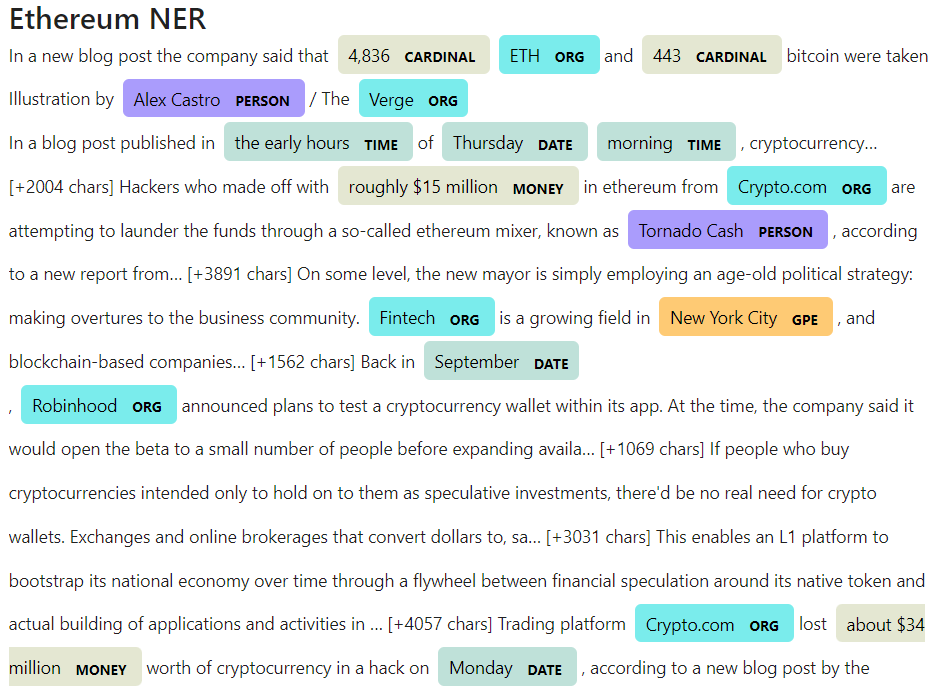 Ethereum NER
In a new blog post the company said that 4,836 CARDINAL ETH ORG and 443 CARDINAL bitcoin were taken
Illustration by Alex Castro PERSON / The Verge ORG
In a blog post published in the early hours TIME of Thursday DATE morning TIME , cryptocurrency…
[+2004 chars] Hackers who made off with roughly $15 million MONEY in ethereum from Crypto.com ORG are
attempting to launder the funds through a so-called ethereum mixer, known as Tornado Cash PERSON , according
to a new report from… [+3891 chars] On some level, the new mayor is simply employing an age-old political strategy:
making overtures to the business community. Fintech ORG is a growing field in New York City GPE , and
blockchain-based companies… [+1562 chars] Back in September DATE
, Robinhood ORG announced plans to test a cryptocurrency wallet within its app. At the time, the company said it
would open the beta to a small number of people before expanding availa… [+1069 chars] If people who buy
cryptocurrencies intended only to hold on to them as speculative investments, there'd be no real need for crypto
wallets. Exchanges and online brokerages that convert dollars to, sa… [+3031 chars] This enables an L1 platform to
bootstrap its national economy over time through a flywheel between financial speculation around its native token and
actual building of applications and activities in … [+4057 chars] Trading platform Crypto.com ORG lost about $34
million MONEY worth of cryptocurrency in a hack on Monday DATE , according to a new blog post by the